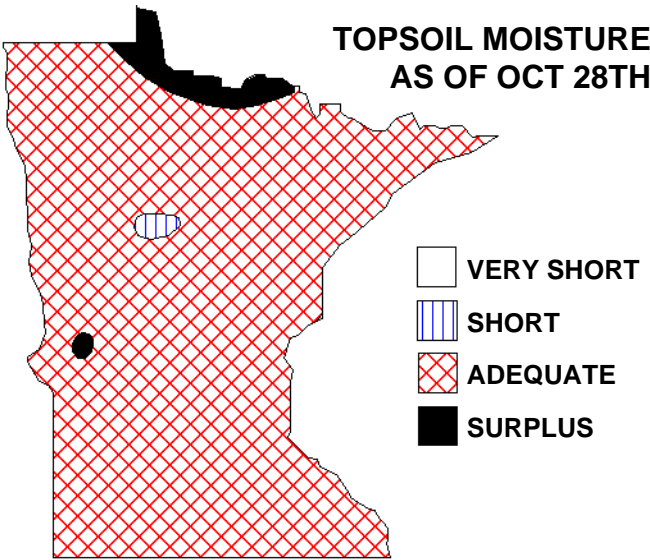 TOPSOIL MOISTURE
AS OF OCT 28TH
VERY SHORT
SHORT
ADEQUATE
SURPLUS